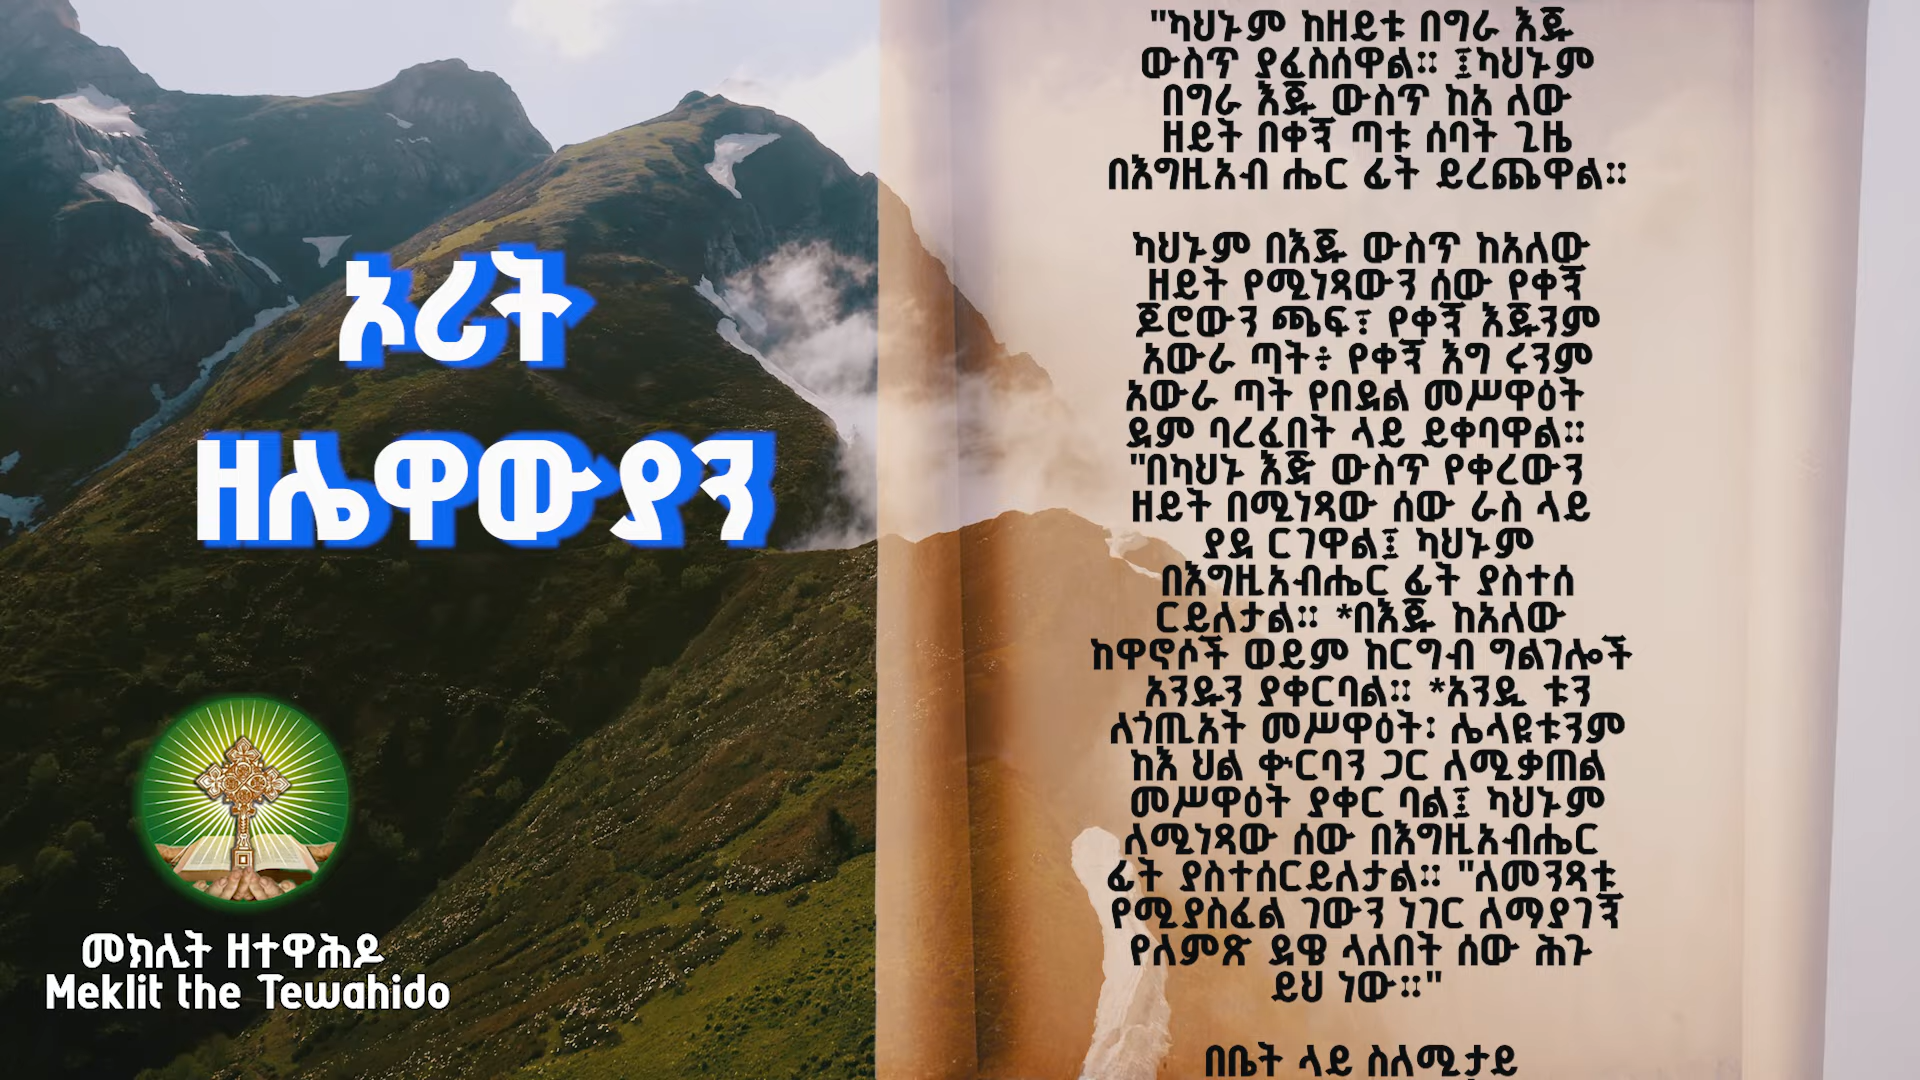 ኦሪት
ዘሌዋውያን
መክሊት ዘተዋሕዶ
Meklit the Tewahido
"ካህኑም ከዘይቱ በግራ እጁ
ውስጥ ያፈስሰዋል። ፤ካህኑም
በግራ እጁ ውስጥ ከአ ለው
ዘይት በቀኝ ጣቱ ሰባት ጊዜ
በእግዚአብ ሔር ፊት ይረጨዋል።
ካህኑም በእጁ ውስጥ ከአለው
ዘይት የሚነጻውን ሰው የቀኝ
ጆሮውን ጫፍ፣ የቀኝ እጁንም
አውራ ጣት፥ የቀኝ እግ ሩንም
አውራ ጣት የበደል መሥዋዕት
ደም ባረፈበት ላይ ይቀባዋል።
"በካህኑ እጅ ውስጥ የቀረውን
ዘይት በሚነጻው ሰው ራስ ላይ
ያደ ርገዋል፤ ካህኑም
በእግዚአብሔር ፊት ያስተሰ
ርይለታል። *በእጁ ከአለው
ከዋኖሶች ወይም ከርግብ ግልገሎች
አንዱን ያቀርባል። *አንዲ ቱን
ለኀጢአት መሥዋዕት፥ ሌላዪቱንም
ከእ ህል ቍርባን ጋር ለሚቃጠል
መሥዋዕት ያቀር ባል፤ ካህኑም
ለሚነጻው ሰው በእግዚአብሔር
ፊት ያስተሰርይለታል። "ለመንጻቱ
የሚያስፈል ገውን ነገር ለማያገኝ
የለምጽ ደዌ ላለበት ሰው ሕጉ
ይህ ነው።"
በቤት ላይ ስለሚታይ